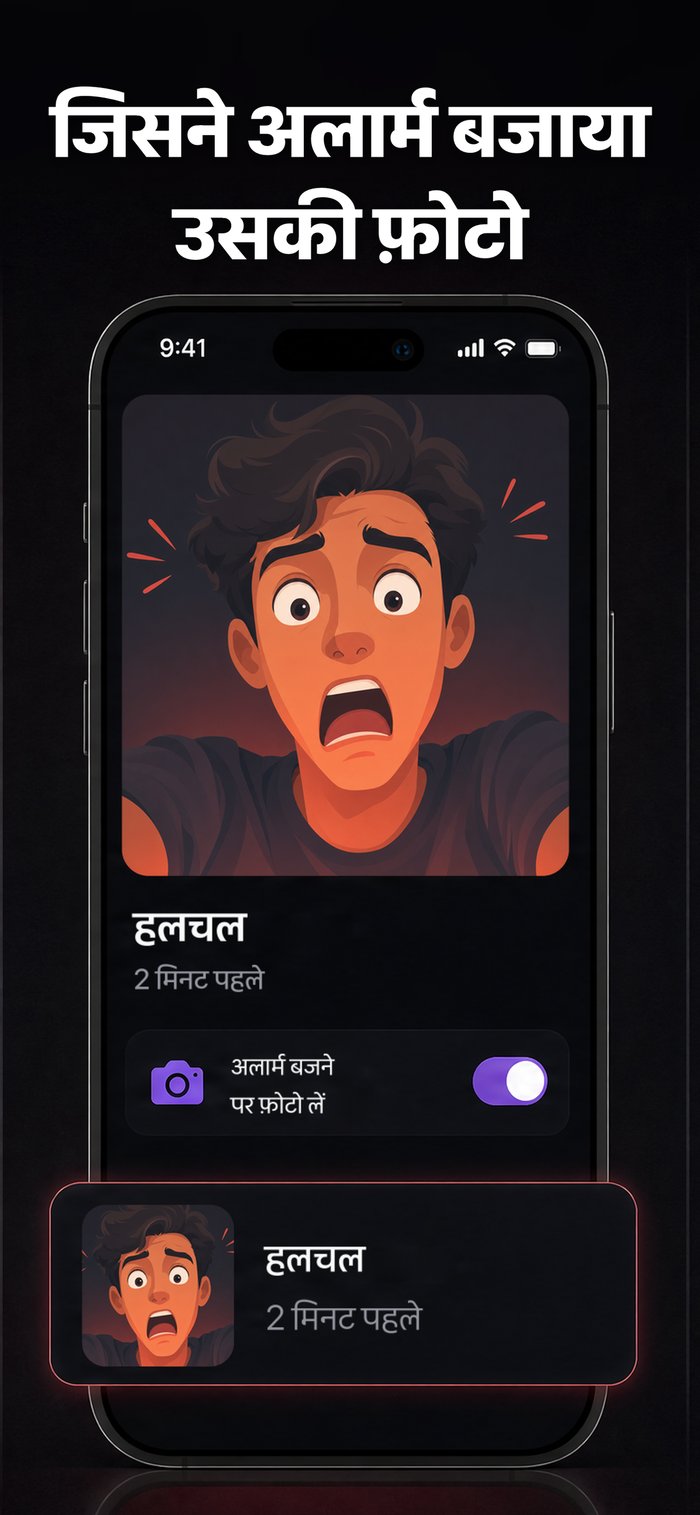 जिसने अलार्म बजाया
उसकी फ़ोटो
9:41
हलचल
2 मिनट पहले
अलार्म बजने
पर फ़ोटो लें
हलचल
2 मिनट पहले